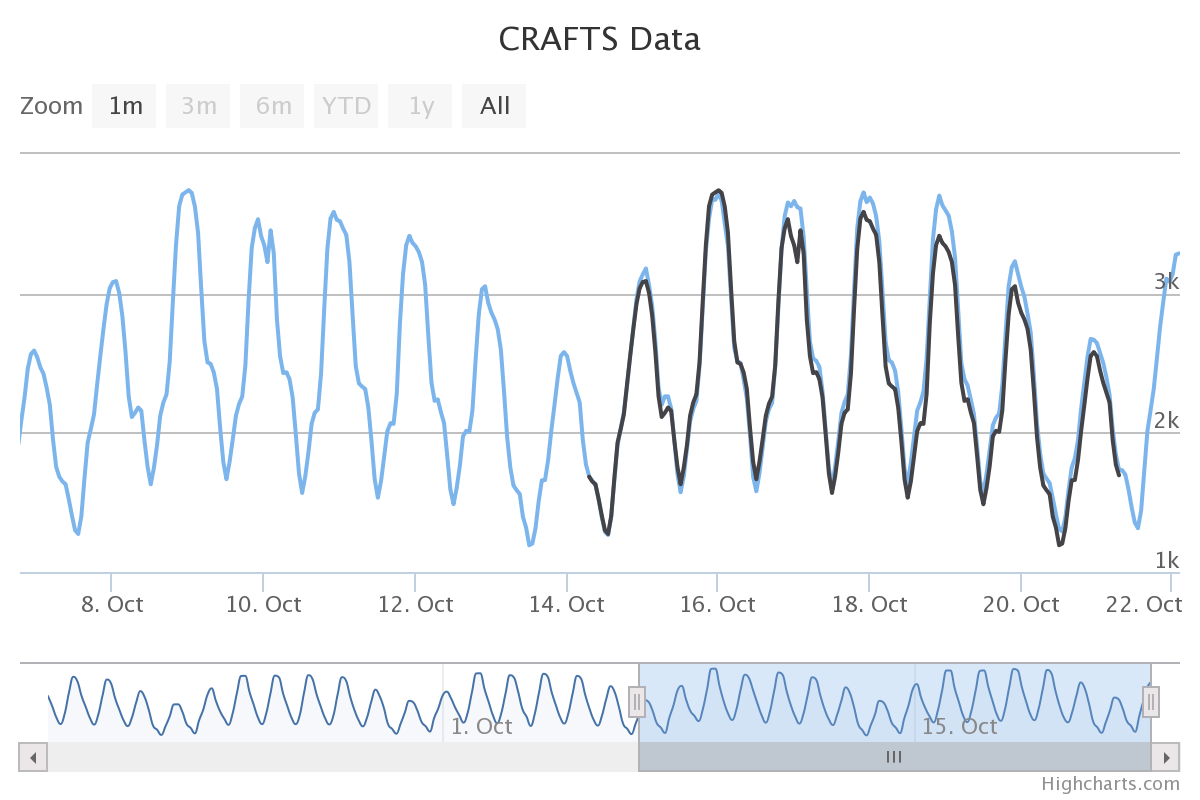 CRAFTS Data
Zoom 1m 3m 6m YTD 1y All
3k
2k
1k
8. Oct 10. Oct 12. Oct 14. Oct 16. Oct 18. Oct 20. Oct 22. Oct
1. Oct 15. Oct
Highcharts.com